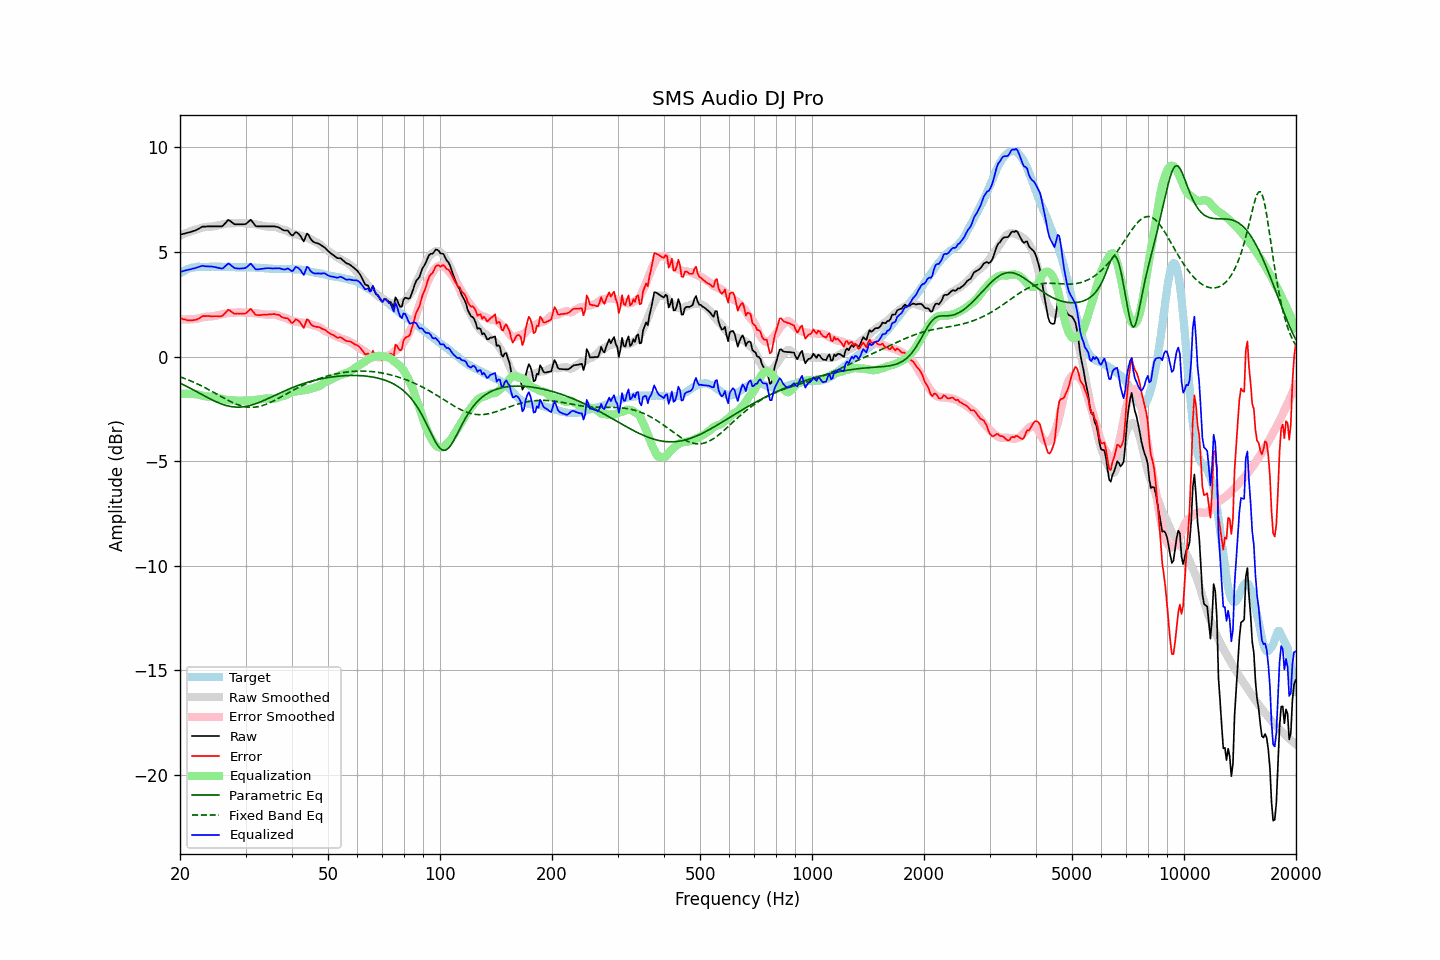 SMS Audio DJ Pro
10
5
0
−5
−10
−15
−20
Amplitude (dBr)
Target
Raw Smoothed
Error Smoothed
Raw
Error
Equalization
Parametric Eq
Fixed Band Eq
Equalized
20 50 100 200 500 1000 2000 5000 10000 20000
Frequency (Hz)